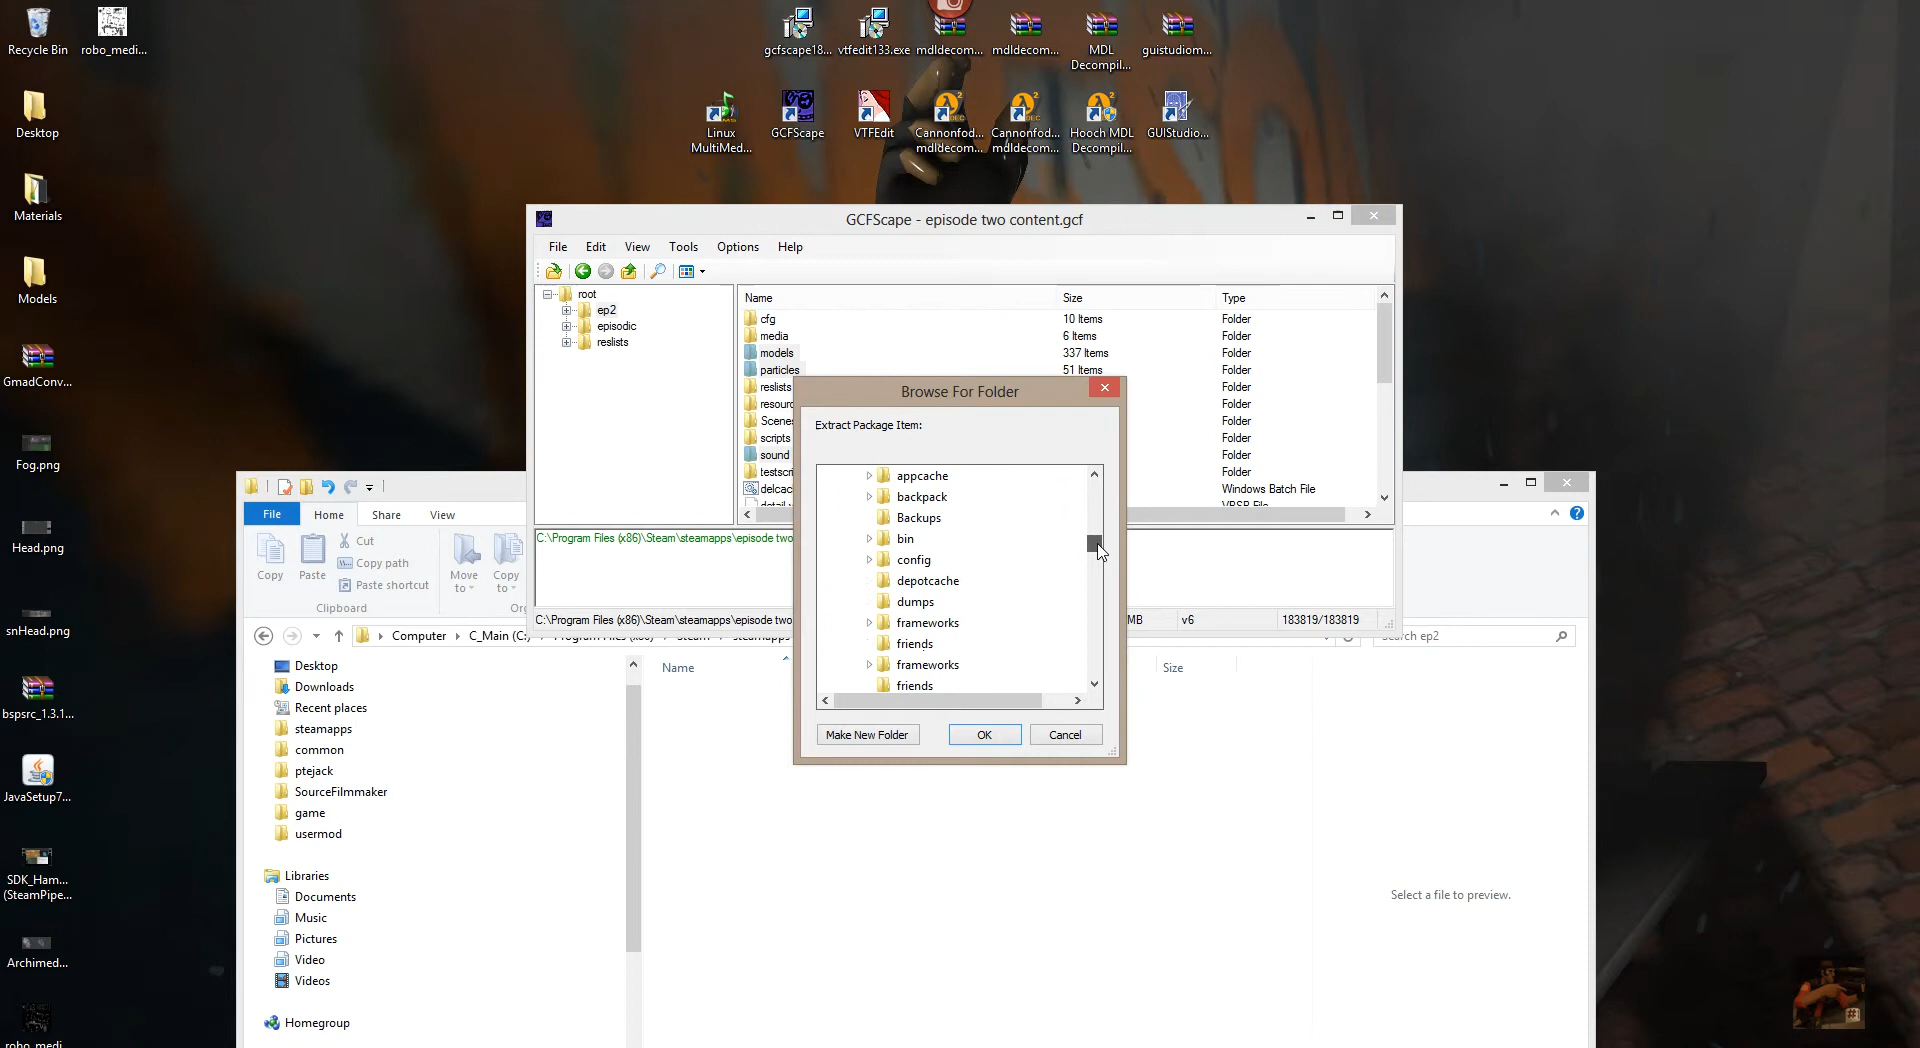 Recycle Bin
robo_medi...
gcfscape18...
vtfedit133.exe
mdldecom...
mdldecom...
MDL
Decompil...
guistudiom...
Desktop
Linux
MultiMed...
GCFScape
VTFEdit
Cannonfod...
mdldecom...
Cannonfod...
mdldecom...
Hooch MDL
Decompil...
GUIStudio...
Materials
Models
GmadConv...
Fog.png
Head.png
snHead.png
bspsrc_1.3.1...
JavaSetup7...
SDK_Ham...
(SteamPipe...
Archimed...
robo_medi...
GCFScape - episode two content.gcf
File Edit View Tools Options Help
root
ep2
episodic
reslists
Name Size Type
cfg 10 Items Folder
media 6 Items Folder
models 337 Items Folder
particles 51 Items Folder
reslists Folder
Folder
Folder
scripts Folder
sound Folder
Folder
Windows Batch File
C:\Program Files (x86)\Steam\steamapps\episode two
C:\Program Files (x86)\Steam\steamapps\episode two
MB v6 183819/183819
Browse For Folder
Extract Package Item:
appcache
backpack
Backups
bin
config
depotcache
dumps
frameworks
friends
frameworks
friends
Make New Folder OK Cancel
File Home Share View
Copy
Paste
Cut
Copy path
Paste shortcut
Clipboard
Move
to
Copy
to
Computer C_Main (C:) Program Files (x86) Steam steamapps
Search ep2
Desktop
Downloads
Recent places
steamapps
common
ptejack
SourceFilmmaker
game
usermod
Libraries
Documents
Music
Pictures
Video
Videos
Homegroup
Name Size
Select a file to preview.